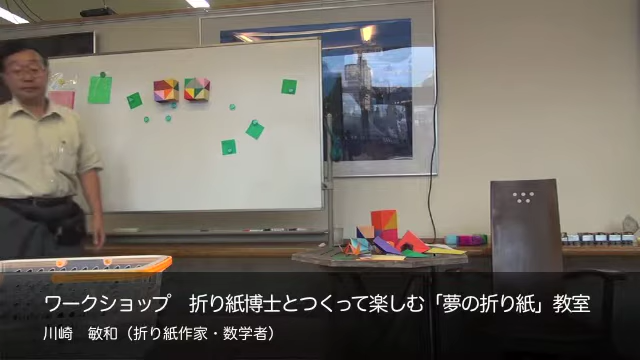 ワークショップ　折り紙博士とつくって楽しむ「夢の折り紙」教室
川崎　敏和（折り紙作家・数学者）